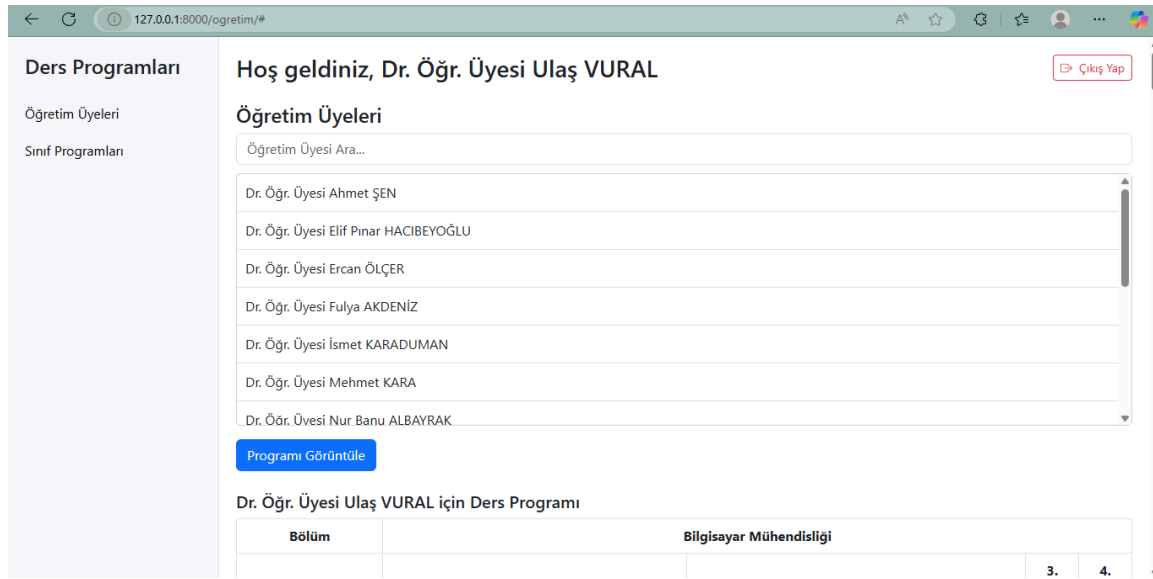 127.0.0.1:8000/ogretim/#
Ders Programları
Öğretim Üyeleri
Sınıf Programları
Hoş geldiniz, Dr. Öğr. Üyesi Ulaş VURAL
Çıkış Yap
Öğretim Üyeleri
Öğretim Üyesi Ara...
Dr. Öğr. Üyesi Ahmet ŞEN
Dr. Öğr. Üyesi Elif Pınar HACIBEYOĞLU
Dr. Öğr. Üyesi Ercan ÖLÇER
Dr. Öğr. Üyesi Fulya AKDENİZ
Dr. Öğr. Üyesi İsmet KARADUMAN
Dr. Öğr. Üyesi Mehmet KARA
Dr. Öğr. Üyesi Nur Banu ALBAYRAK
Programı Görüntüle
Dr. Öğr. Üyesi Ulaş VURAL için Ders Programı
Bölüm Bilgisayar Mühendisliği
3. 4.